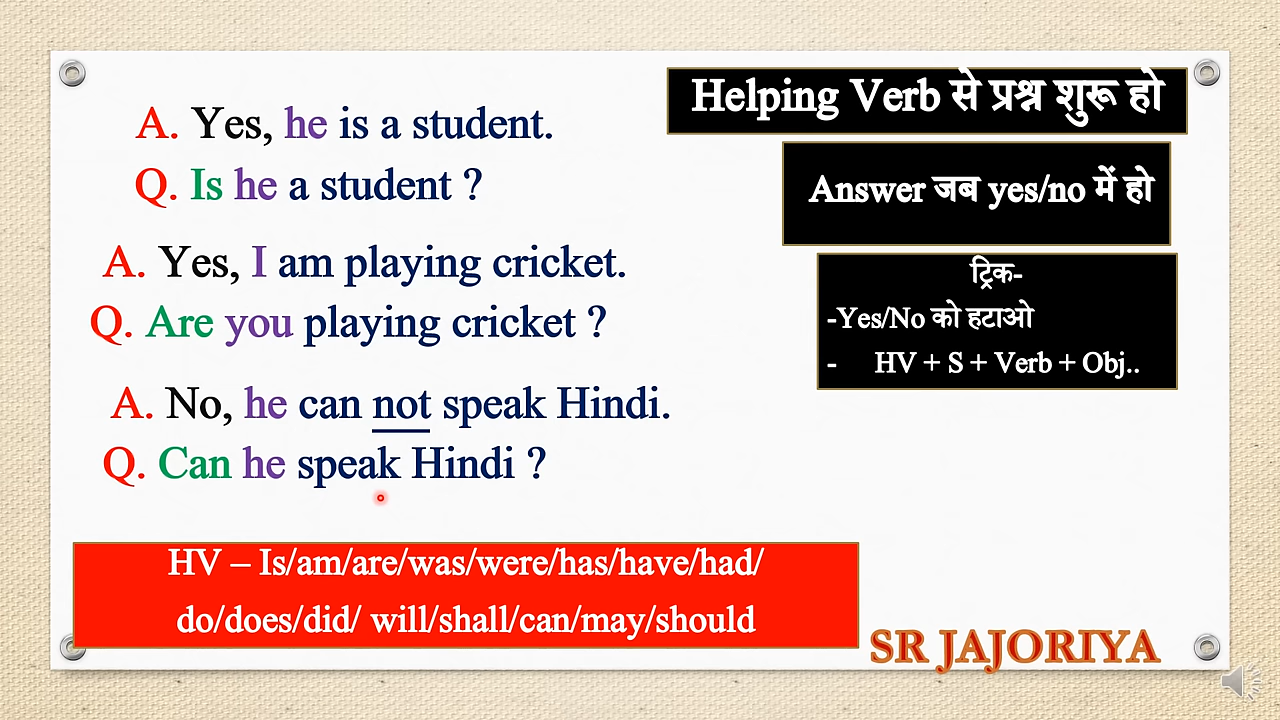 A. Yes, he is a student.
Q. Is he a student ?
A. Yes, I am playing cricket.
Q. Are you playing cricket ?
A. No, he can not speak Hindi.
Q. Can he speak Hindi ?
Helping Verb से प्रश्न शुरू हो
Answer जब yes/no में हो
ट्रिक-
-Yes/No को हटाओ
- HV + S + Verb + Obj..
HV – Is/am/are/was/were/has/have/had/
do/does/did/ will/shall/can/may/should
SR JAJORIYA